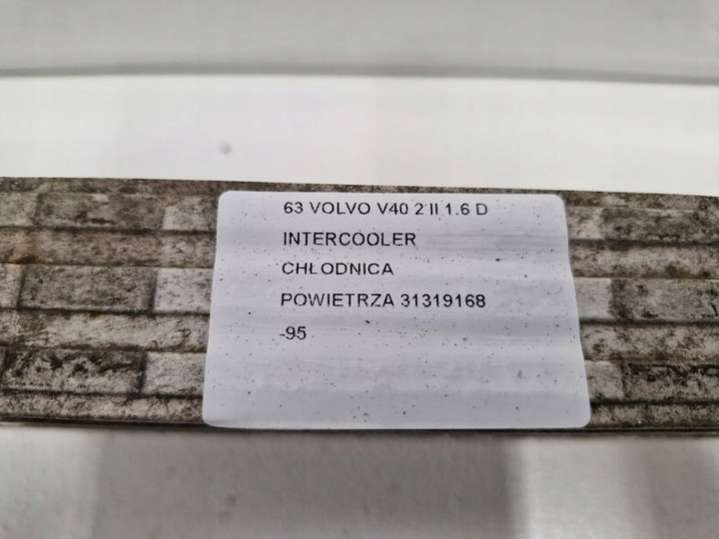 63 VOLVO V40 2 II 1.6 D
INTERCOOLER
CHŁODNICA
POWIETRZA 31319168
-95